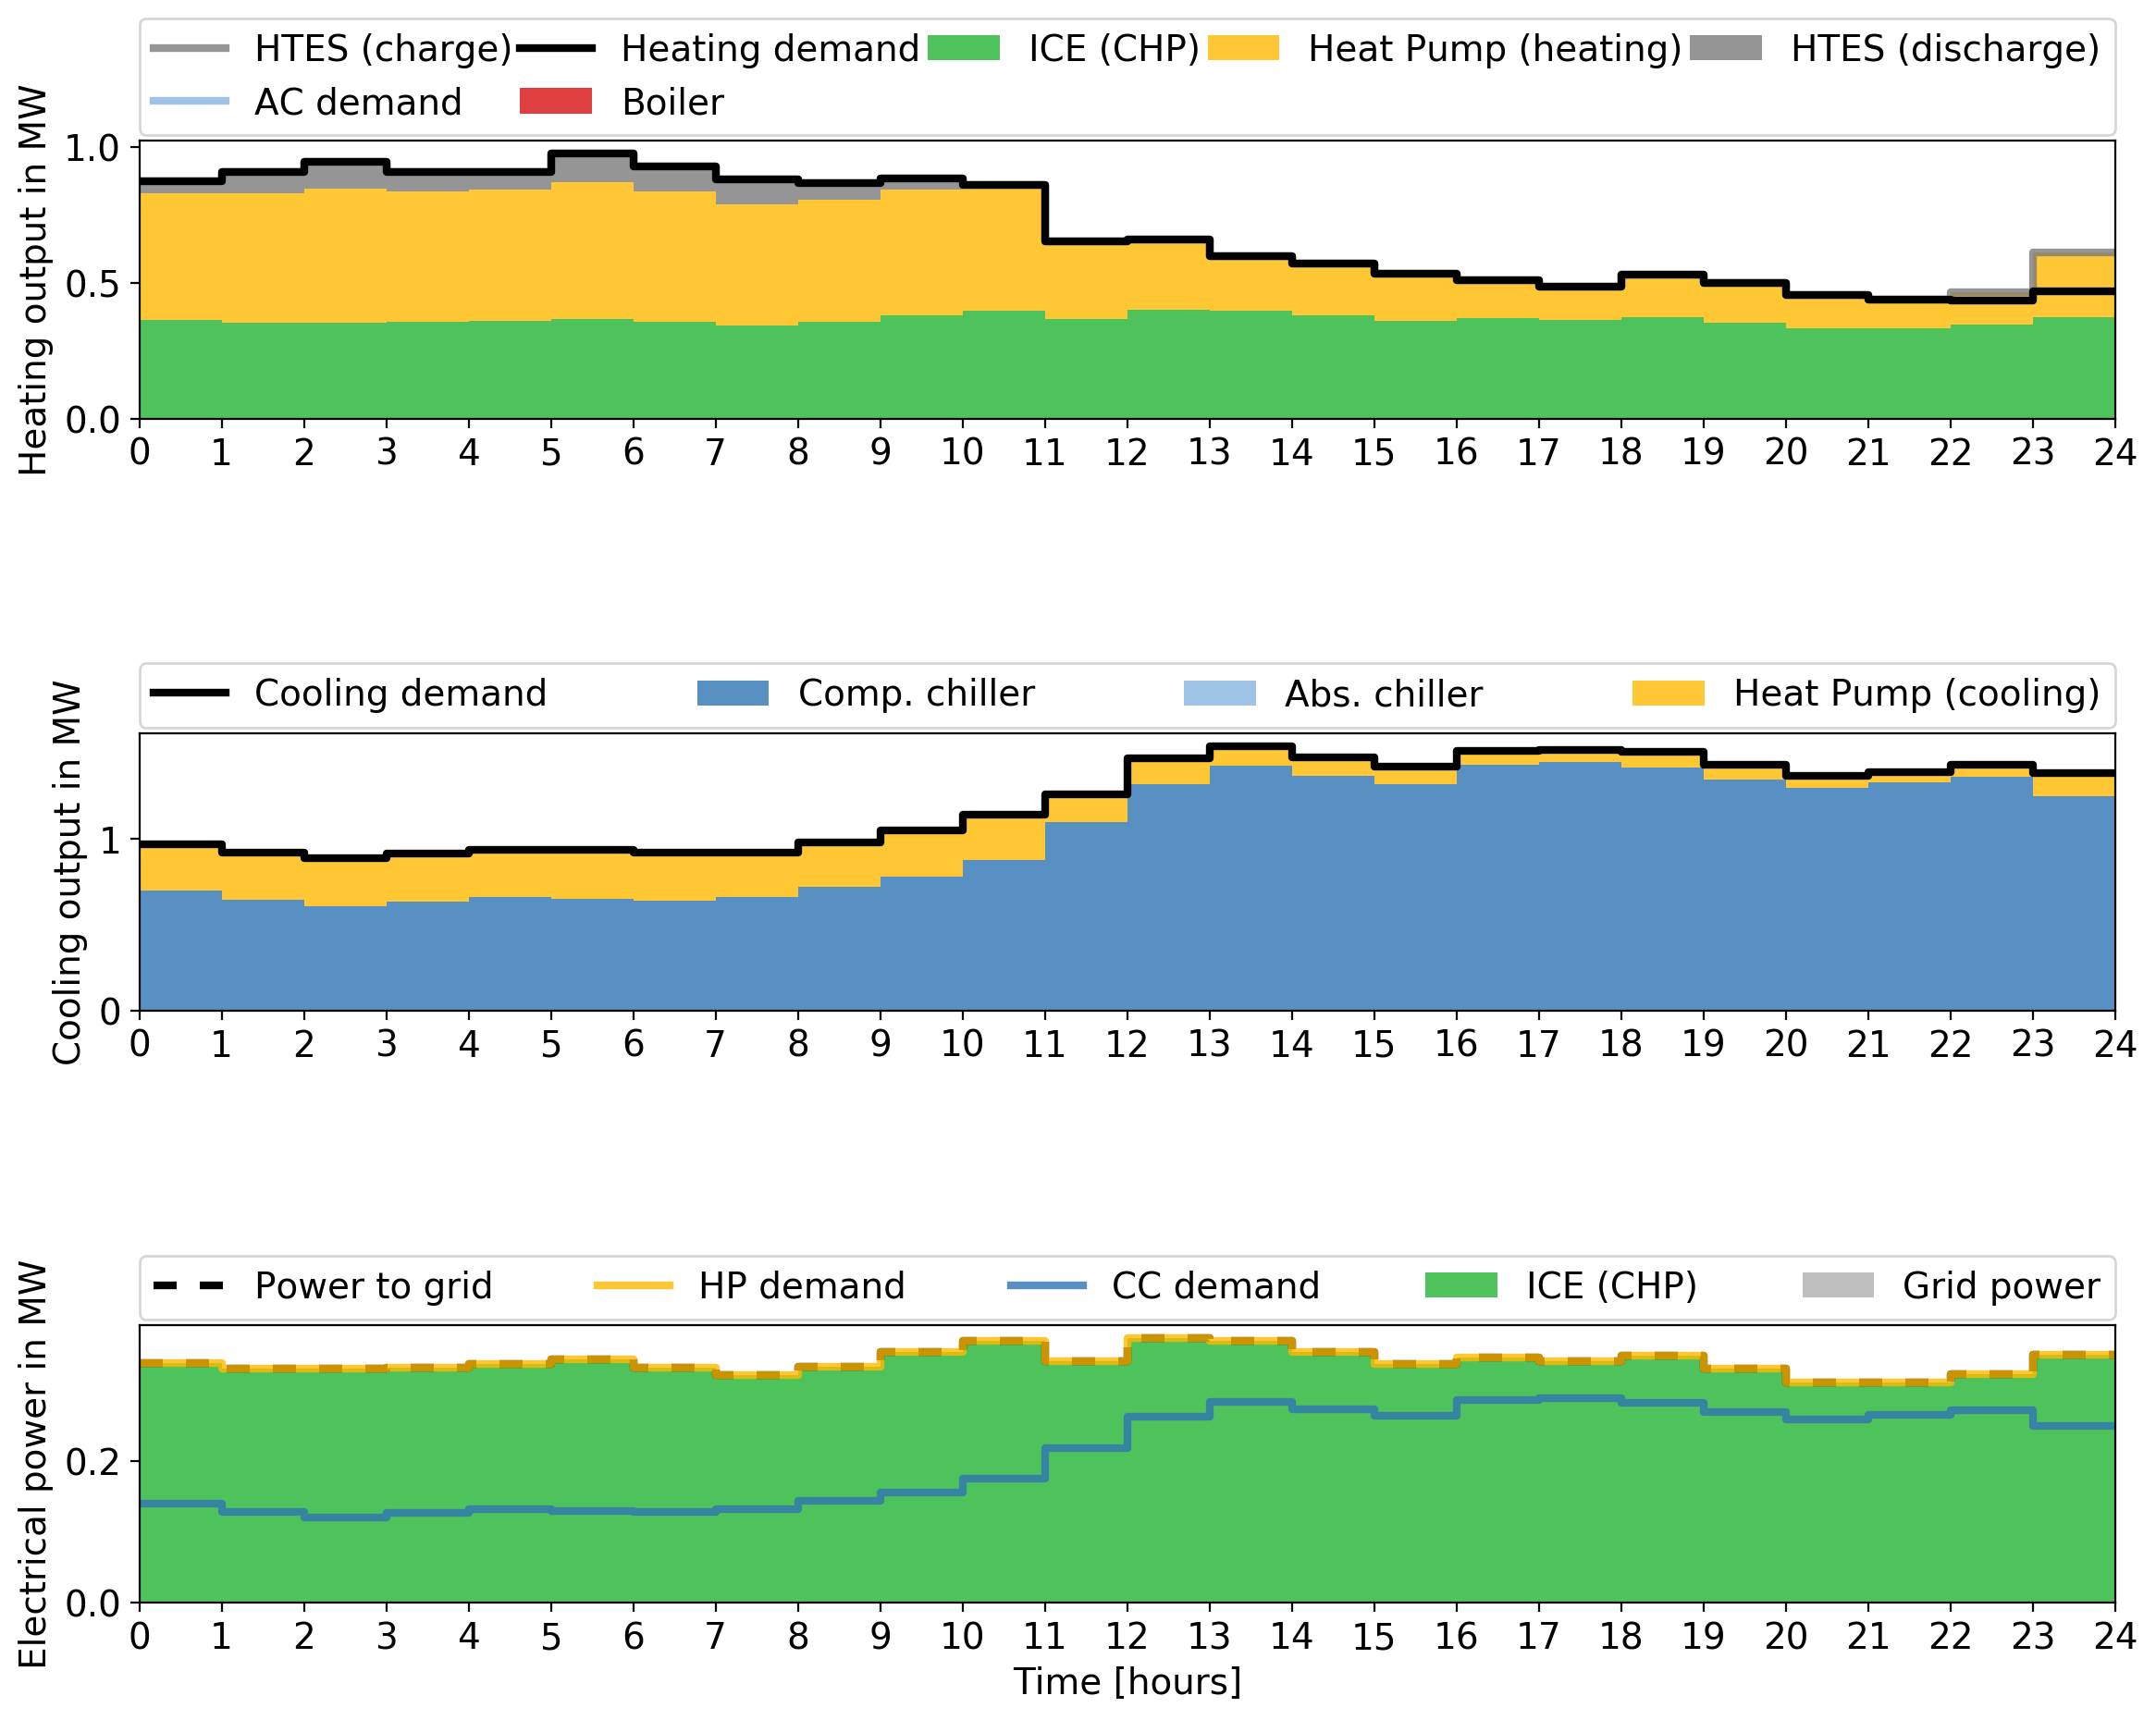 HTES (charge) Heating demand ICE (CHP) Heat Pump (heating) HTES (discharge)
AC demand Boiler
Heating output in MW
1.0
0.5
0.0
0 1 2 3 4 5 6 7 8 9 10 11 12 13 14 15 16 17 18 19 20 21 22 23 24
Cooling demand Comp. chiller Abs. chiller Heat Pump (cooling)
Cooling output in MW
1
0
0 1 2 3 4 5 6 7 8 9 10 11 12 13 14 15 16 17 18 19 20 21 22 23 24
Power to grid HP demand CC demand ICE (CHP) Grid power
Electrical power in MW
0.2
0.0
0 1 2 3 4 5 6 7 8 9 10 11 12 13 14 15 16 17 18 19 20 21 22 23 24
Time [hours]